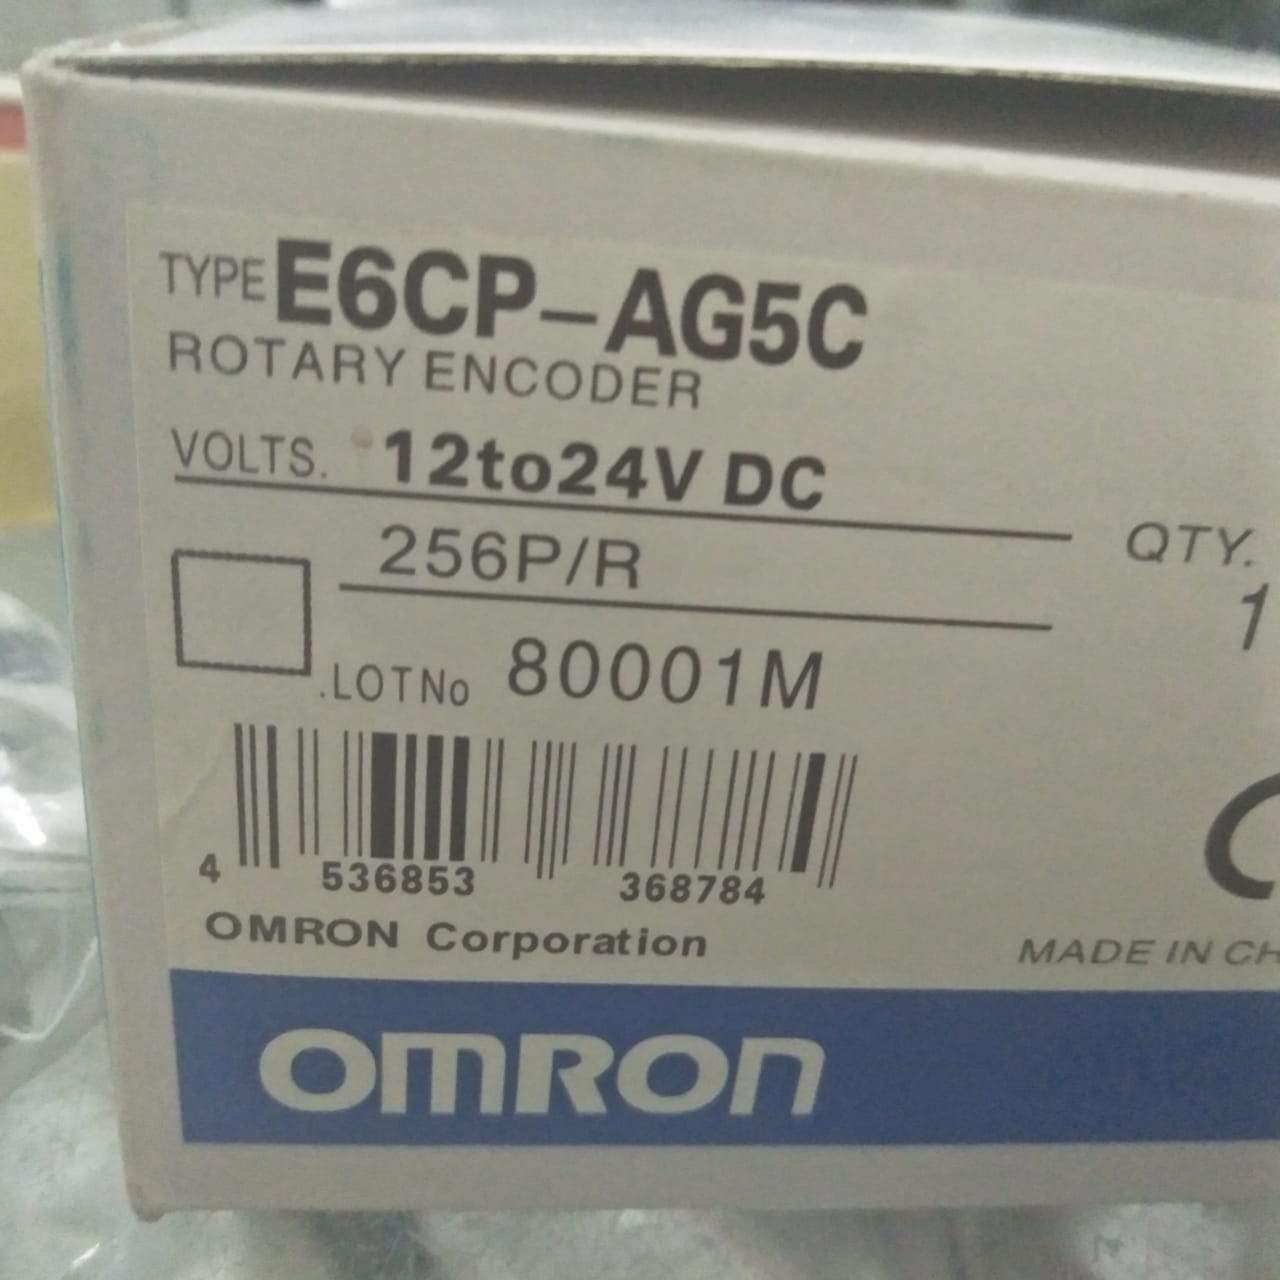 TYPE E6CP-AG5C
ROTARY ENCODER
VOLTS. 12to24V DC
256P/R
QTY.
1
.LOTNo 80001M
4 536853 368784
OMRON Corporation
MADE IN CH
OMRON